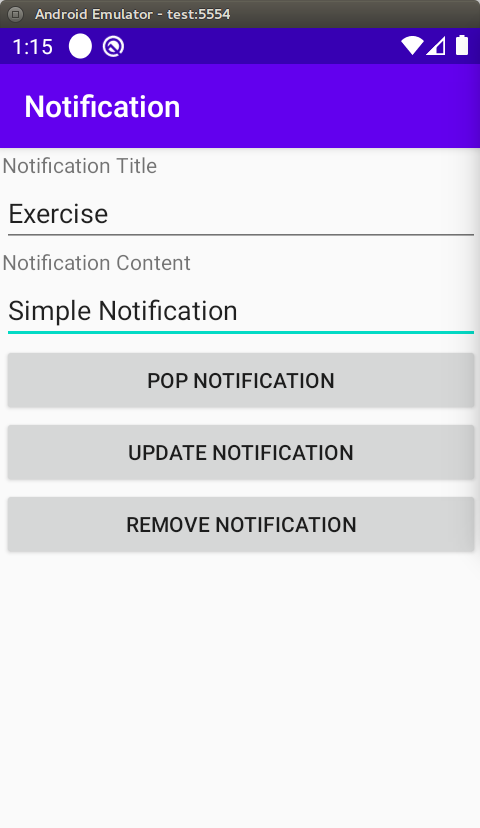 Android Emulator - test:5554
1:15
Notification
Notification Title
Exercise
Notification Content
Simple Notification
POP NOTIFICATION
UPDATE NOTIFICATION
REMOVE NOTIFICATION